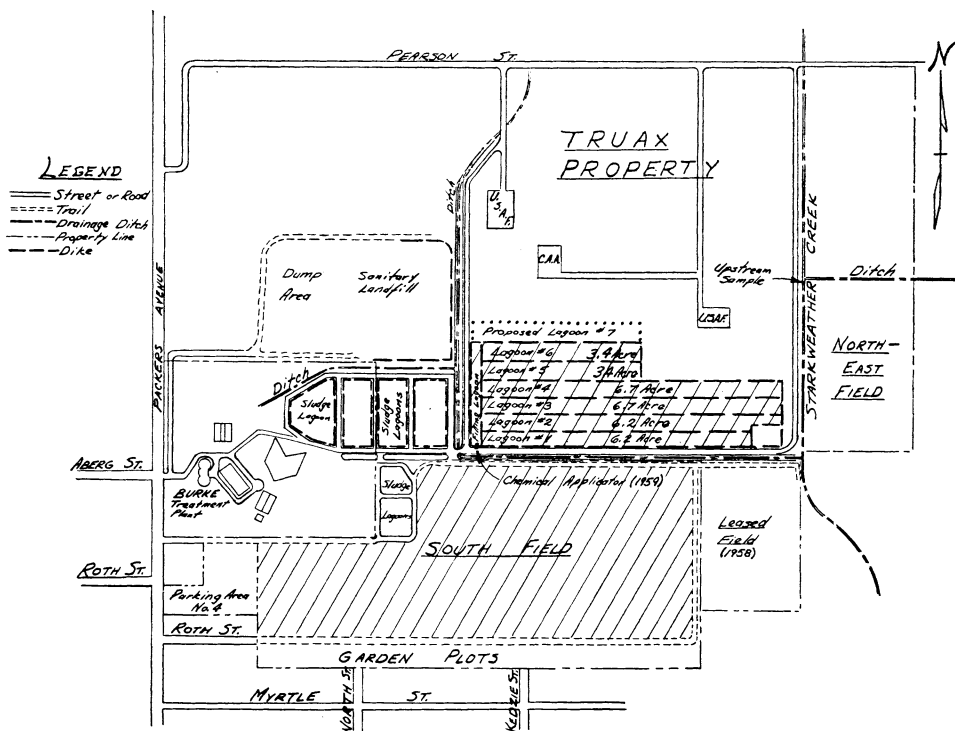 PEARSON ST.
N
LEGEND
Street or Road
Trail
Drainage Ditch
Property Line
Dike
TRUAX
PROPERTY
DITCH
U.S.A.F.
C.A.A.
U.S.A.F.
Upstream
Sample
Ditch
STARKWEATHER CREEK
NORTH-
EAST
FIELD
PACKERS AVENUE
Dump
Area
Sanitary
Landfill
Proposed Lagoon #7
Lagoon #6 3.4 Acre
Lagoon #5 3.4 Acre
Lagoon #4 6.7 Acre
Lagoon #3 6.7 Acre
Lagoon #2 6.2 Acre
Lagoon #1 6.2 Acre
Lagoon
Ditch
Sludge
Lagoon
Sludge
Lagoons
ABERG ST.
BURKE
Treatment
Plant
Sludge
Lagoons
Chemical Applicator (1959)
SOUTH FIELD
Leased
Field
(1958)
ROTH ST.
Parking Area
No. 4
ROTH ST.
GARDEN PLOTS
MYRTLE ST.
NORTH ST.
KEDZIE ST.